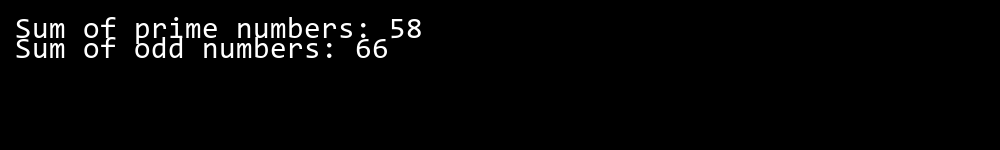 Sum of prime numbers: 58
Sum of odd numbers: 66